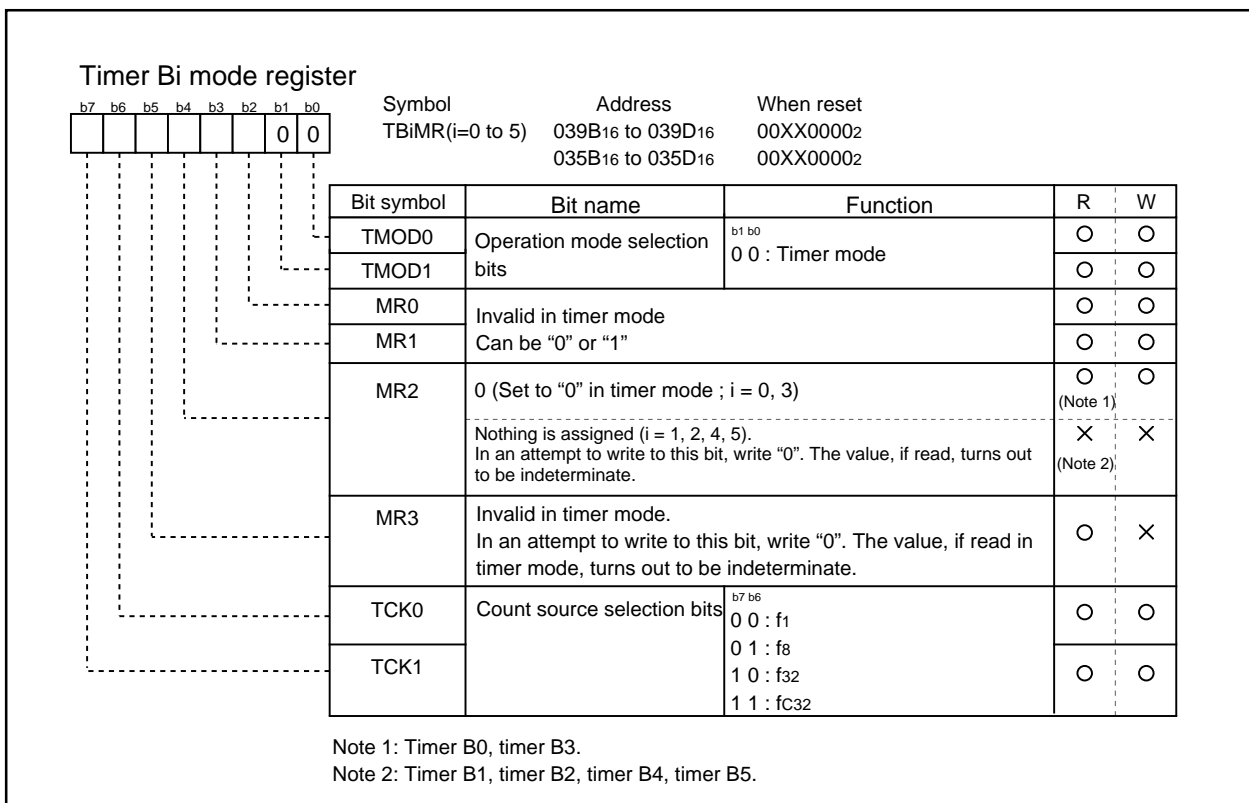 Timer Bi mode register
b7 b6 b5 b4 b3 b2 b1 b0
0 0
Symbol Address When reset
TBiMR(i=0 to 5) 039B16 to 039D16 00XX00002
035B16 to 035D16 00XX00002
Bit symbol Bit name Function R W
TMOD0 Operation mode selection bits b1 b0
0 0 : Timer mode
TMOD1
MR0 Invalid in timer mode
MR1 Can be “0” or “1”
MR2 0 (Set to “0” in timer mode ; i = 0, 3)
(Note 1)
Nothing is assigned (i = 1, 2, 4, 5).
In an attempt to write to this bit, write “0”. The value, if read, turns out
to be indeterminate.
(Note 2)
MR3 Invalid in timer mode.
In an attempt to write to this bit, write “0”. The value, if read in
timer mode, turns out to be indeterminate.
TCK0 Count source selection bits b7 b6
0 0 : f1
0 1 : f8
TCK1 1 0 : f32
1 1 : fC32
Note 1: Timer B0, timer B3.
Note 2: Timer B1, timer B2, timer B4, timer B5.